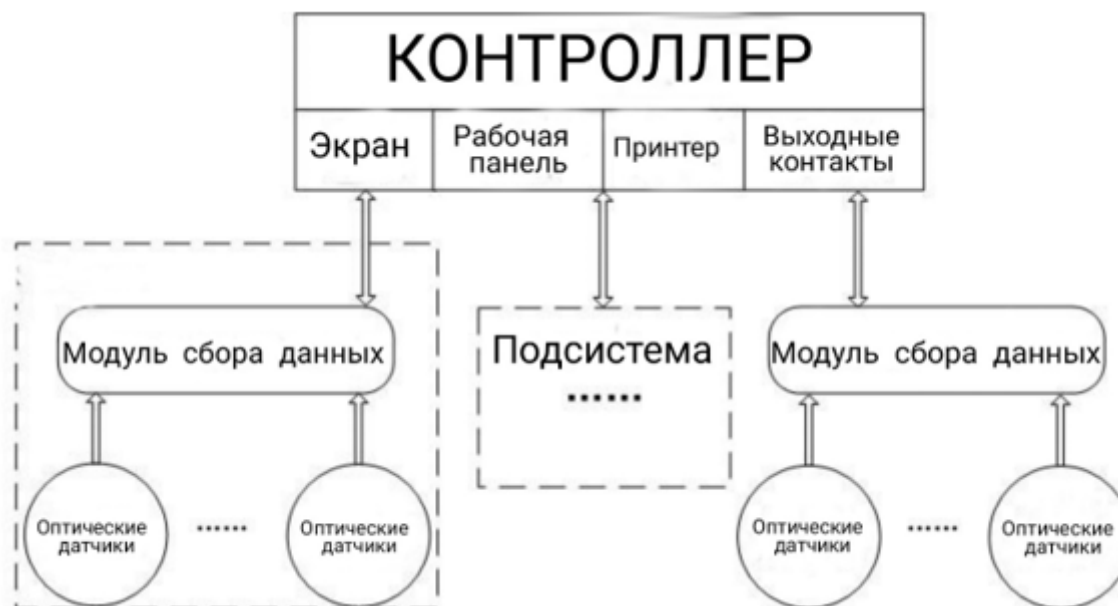 КОНТРОЛЛЕР
Экран
Рабочая
панель
Принтер
Выходные
контакты
Модуль сбора данных
Подсистема
......
Модуль сбора данных
Оптические
датчики
......
Оптические
датчики
Оптические
датчики
......
Оптические
датчики